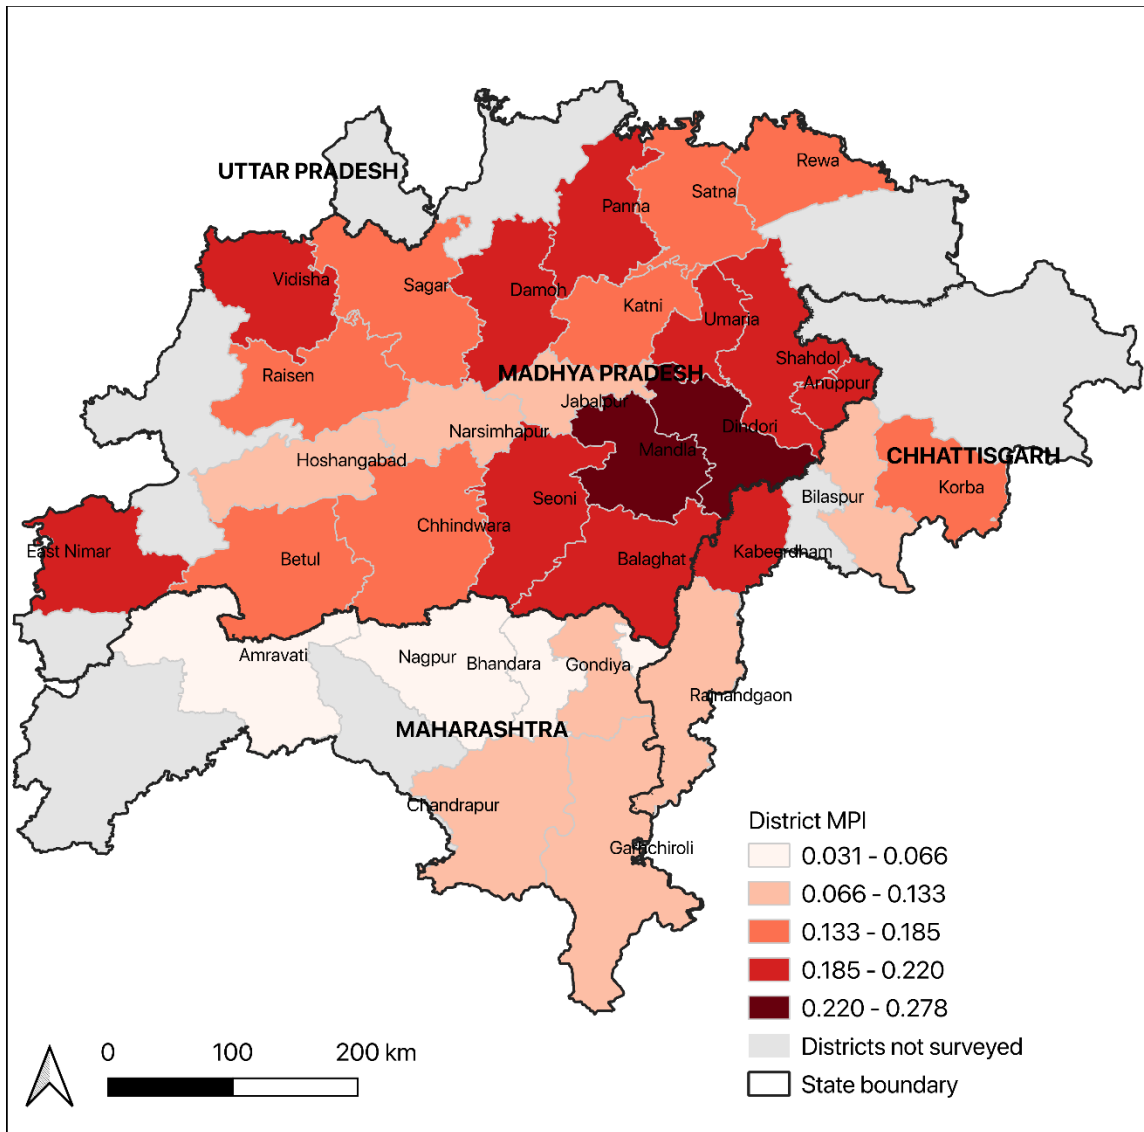 UTTAR PRADESH
Rewa
Satna
Panna
Vidisha
Sagar
Damoh
Katni
Umaria
Shahdol
Anuppur
Raisen
MADHYA PRADESH
Jabalpur
Narsimhapur
Dindori
Mandla
Hoshangabad
CHHATTISGARH
Korba
Bilaspur
Seoni
Chhindwara
East Nimar
Betul
Balaghat
Kabeerdham
Amravati
Nagpur
Bhandara
Gondiya
Rajnandgaon
MAHARASHTRA
Chandrapur
Garhchiroli
District MPI
0.031 - 0.066
0.066 - 0.133
0.133 - 0.185
0.185 - 0.220
0.220 - 0.278
Districts not surveyed
State boundary
0 100 200 km